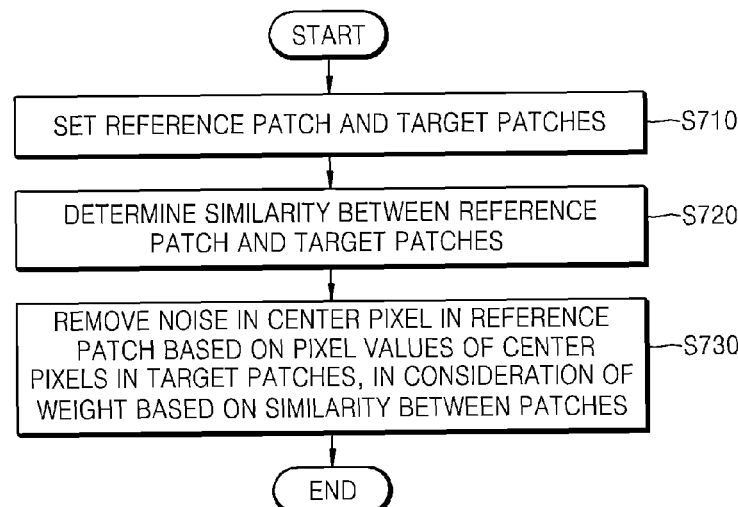 START
SET REFERENCE PATCH AND TARGET PATCHES
S710
DETERMINE SIMILARITY BETWEEN REFERENCE
PATCH AND TARGET PATCHES
S720
REMOVE NOISE IN CENTER PIXEL IN REFERENCE
PATCH BASED ON PIXEL VALUES OF CENTER
PIXELS IN TARGET PATCHES, IN CONSIDERATION OF
WEIGHT BASED ON SIMILARITY BETWEEN PATCHES
S730
END